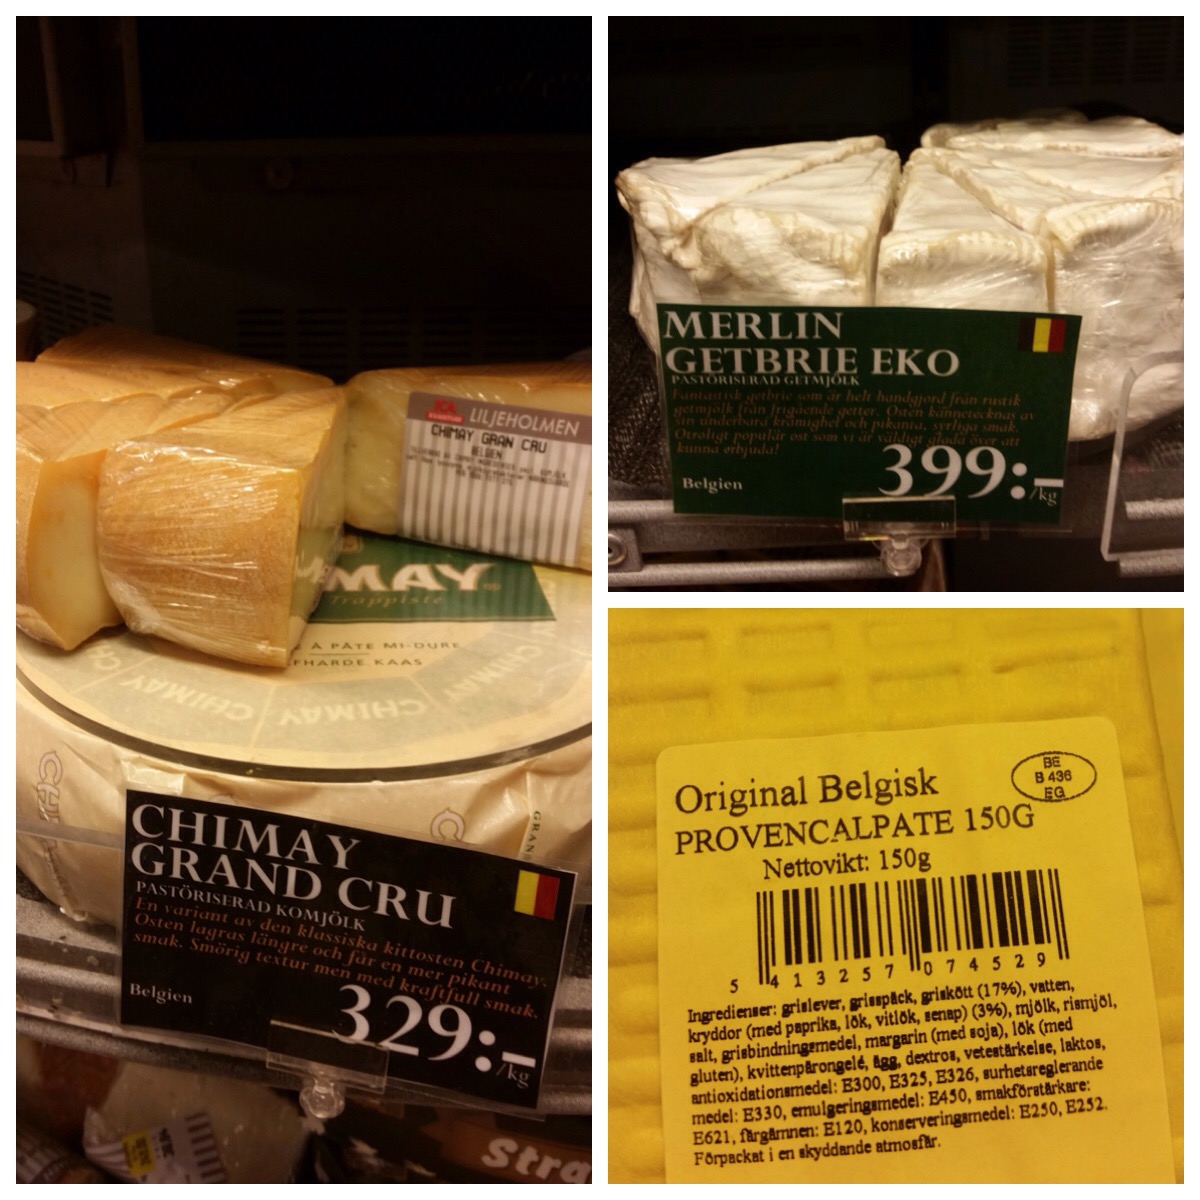 LILJEHOLMEN
CHIMAY GRAN CRU
BELGIEN
MAY
Trappiste
À PÂTE MI-DURE
FHARDE KAAS
CHIMAY CHIMAY CHIMAY CHIMAY
GRAN
CHIMAY
GRAND CRU
PASTÖRISERAD KOMJÖLK
En variant av den klassiska kittosten Chimay.
Osten lagras längre och får en mer pikant
smak. Smörig textur men med kraftfull smak.
Belgien
329:-
/kg
Stra
MERLIN
GETBRIE EKO
PASTÖRISERAD GETMJÖLK
Fantastisk getbrie som är helt handgjord från rustik
getmjölk från frigående getter. Osten kännetecknas av
sin underbara krämighet och pikanta, syrliga smak.
Otroligt populär ost som vi är väldigt glada över att
kunna erbjuda!
399:-
Belgien
/kg
Original Belgisk
PROVENCALPATE 150G
Nettovikt: 150g
BE
B 436
EG
5 413257 074529
Ingredienser: grislever, grisspäck, griskött (17%), vatten,
kryddor (med paprika, lök, vitlök, senap) (3%), mjölk, rismjöl,
salt, grisbindningsmedel, margarin (med soja), lök (med
gluten), kvittenpärongelé, ägg, dextros, vetestärkelse, laktos,
antioxidationsmedel: E300, E325, E326, surhetsreglerande
medel: E330, emulgeringsmedel: E450, smakförstärkare:
E621, färgämnen: E120, konserveringsmedel: E250, E252.
Förpackat i en skyddande atmosfär.